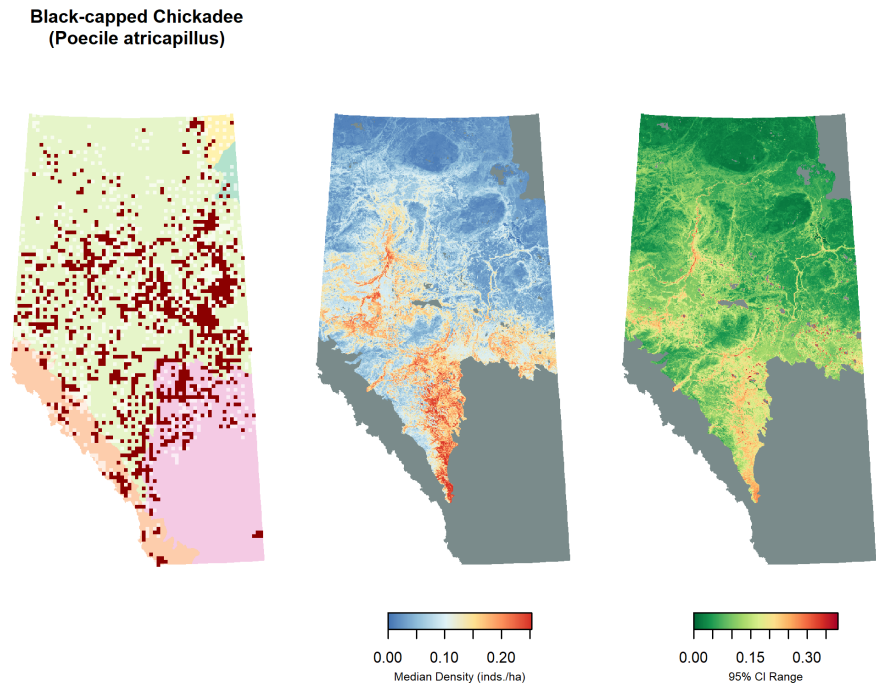 Black-capped Chickadee
(Poecile atricapillus)
0.00 0.10 0.20
Median Density (inds./ha)
0.00 0.15 0.30
95% CI Range